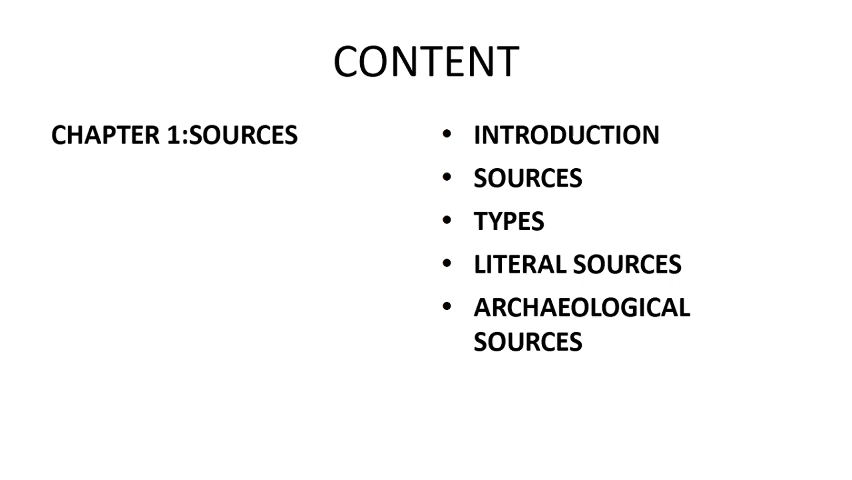 CONTENT
CHAPTER 1:SOURCES
• INTRODUCTION
• SOURCES
• TYPES
• LITERAL SOURCES
• ARCHAEOLOGICAL
SOURCES